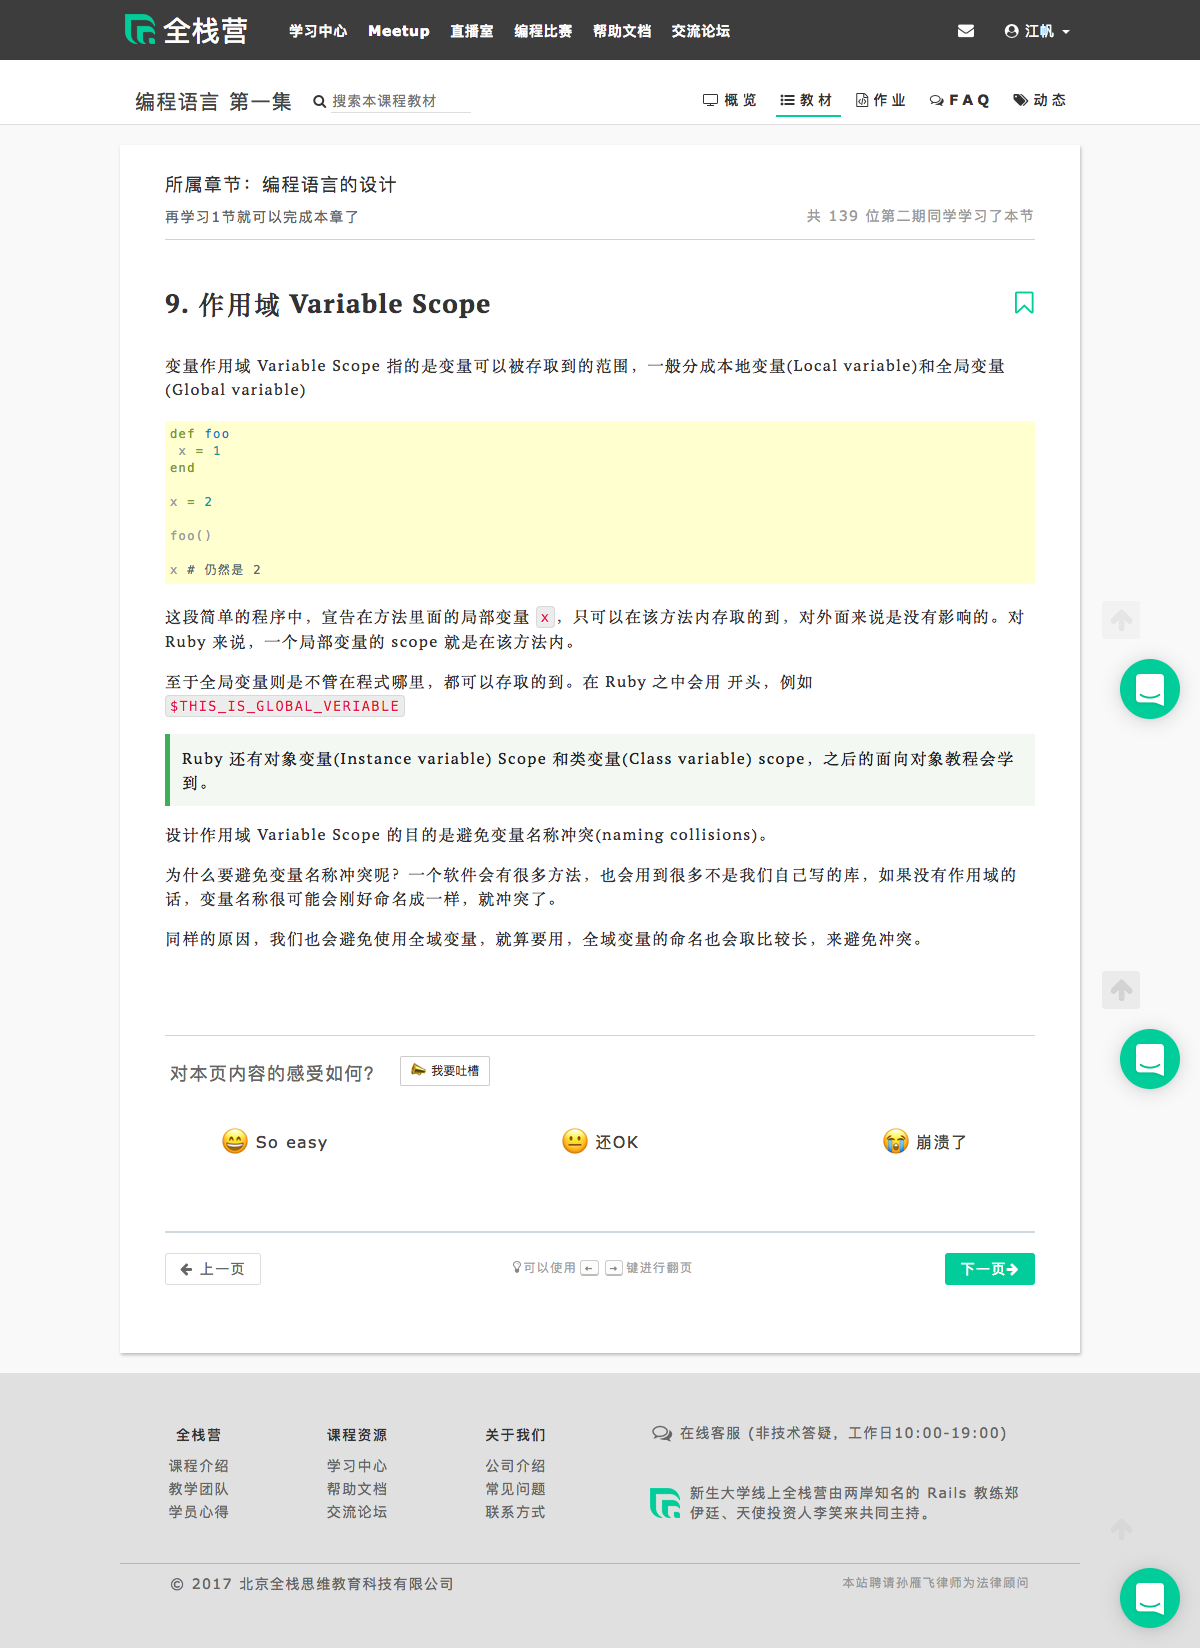 全栈营 学习中心 Meetup 直播室 编程比赛 帮助文档 交流论坛 江帆
编程语言 第一集 搜索本课程教材 概览 教材 作业 FAQ 动态
所属章节：编程语言的设计
再学习1节就可以完成本章了 共 139 位第二期同学学习了本节
9. 作用域 Variable Scope
变量作用域 Variable Scope 指的是变量可以被存取到的范围，一般分成本地变量(Local variable)和全局变量
(Global variable)
def foo
x = 1
end
x = 2
foo()
x # 仍然是 2
这段简单的程序中，宣告在方法里面的局部变量 x，只可以在该方法内存取的到，对外面来说是没有影响的。对
Ruby 来说，一个局部变量的 scope 就是在该方法内。
至于全局变量则是不管在程式哪里，都可以存取的到。在 Ruby 之中会用 开头，例如
$THIS_IS_GLOBAL_VERIABLE
Ruby 还有对象变量(Instance variable) Scope 和类变量(Class variable) scope，之后的面向对象教程会学
到。
设计作用域 Variable Scope 的目的是避免变量名称冲突(naming collisions)。
为什么要避免变量名称冲突呢？一个软件会有很多方法，也会用到很多不是我们自己写的库，如果没有作用域的
话，变量名称很可能会刚好命名成一样，就冲突了。
同样的原因，我们也会避免使用全域变量，就算要用，全域变量的命名也会取比较长，来避免冲突。
对本页内容的感受如何？ 我要吐槽
So easy 还OK 崩溃了
← 上一页 可以使用 ← → 键进行翻页 下一页→
全栈营 课程资源 关于我们 在线客服 (非技术答疑，工作日10:00-19:00)
课程介绍 学习中心 公司介绍
教学团队 帮助文档 常见问题 新生大学线上全栈营由两岸知名的 Rails 教练郑
学员心得 交流论坛 联系方式 伊廷、天使投资人李笑来共同主持。
© 2017 北京全栈思维教育科技有限公司 本站聘请孙雁飞律师为法律顾问